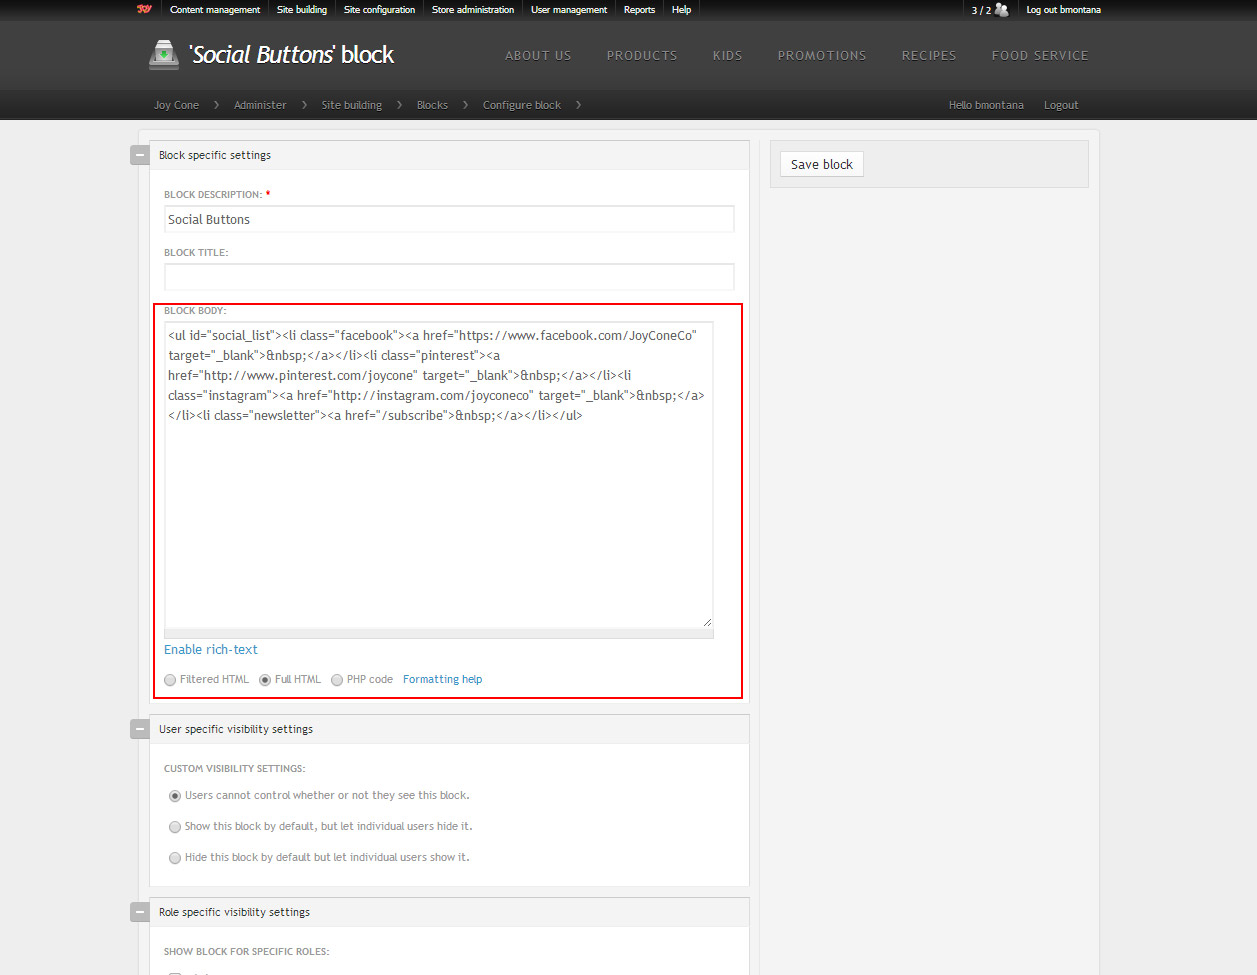 JOY Content management Site building Site configuration Store administration User management Reports Help 3 / 2 Log out bmontana
'Social Buttons' block ABOUT US PRODUCTS KIDS PROMOTIONS RECIPES FOOD SERVICE
Joy Cone Administer Site building Blocks Configure block Hello bmontana Logout
Block specific settings
Save block
BLOCK DESCRIPTION: *
Social Buttons
BLOCK TITLE:
BLOCK BODY:
<ul id="social_list"><li class="facebook"><a href="https://www.facebook.com/JoyConeCo"
target="_blank">&nbsp;</a></li><li class="pinterest"><a
href="http://www.pinterest.com/joycone" target="_blank">&nbsp;</a></li><li
class="instagram"><a href="http://instagram.com/joyconeco" target="_blank">&nbsp;</a>
</li><li class="newsletter"><a href="/subscribe">&nbsp;</a></li></ul>
Enable rich-text
Filtered HTML Full HTML PHP code Formatting help
User specific visibility settings
CUSTOM VISIBILITY SETTINGS:
Users cannot control whether or not they see this block.
Show this block by default, but let individual users hide it.
Hide this block by default but let individual users show it.
Role specific visibility settings
SHOW BLOCK FOR SPECIFIC ROLES: